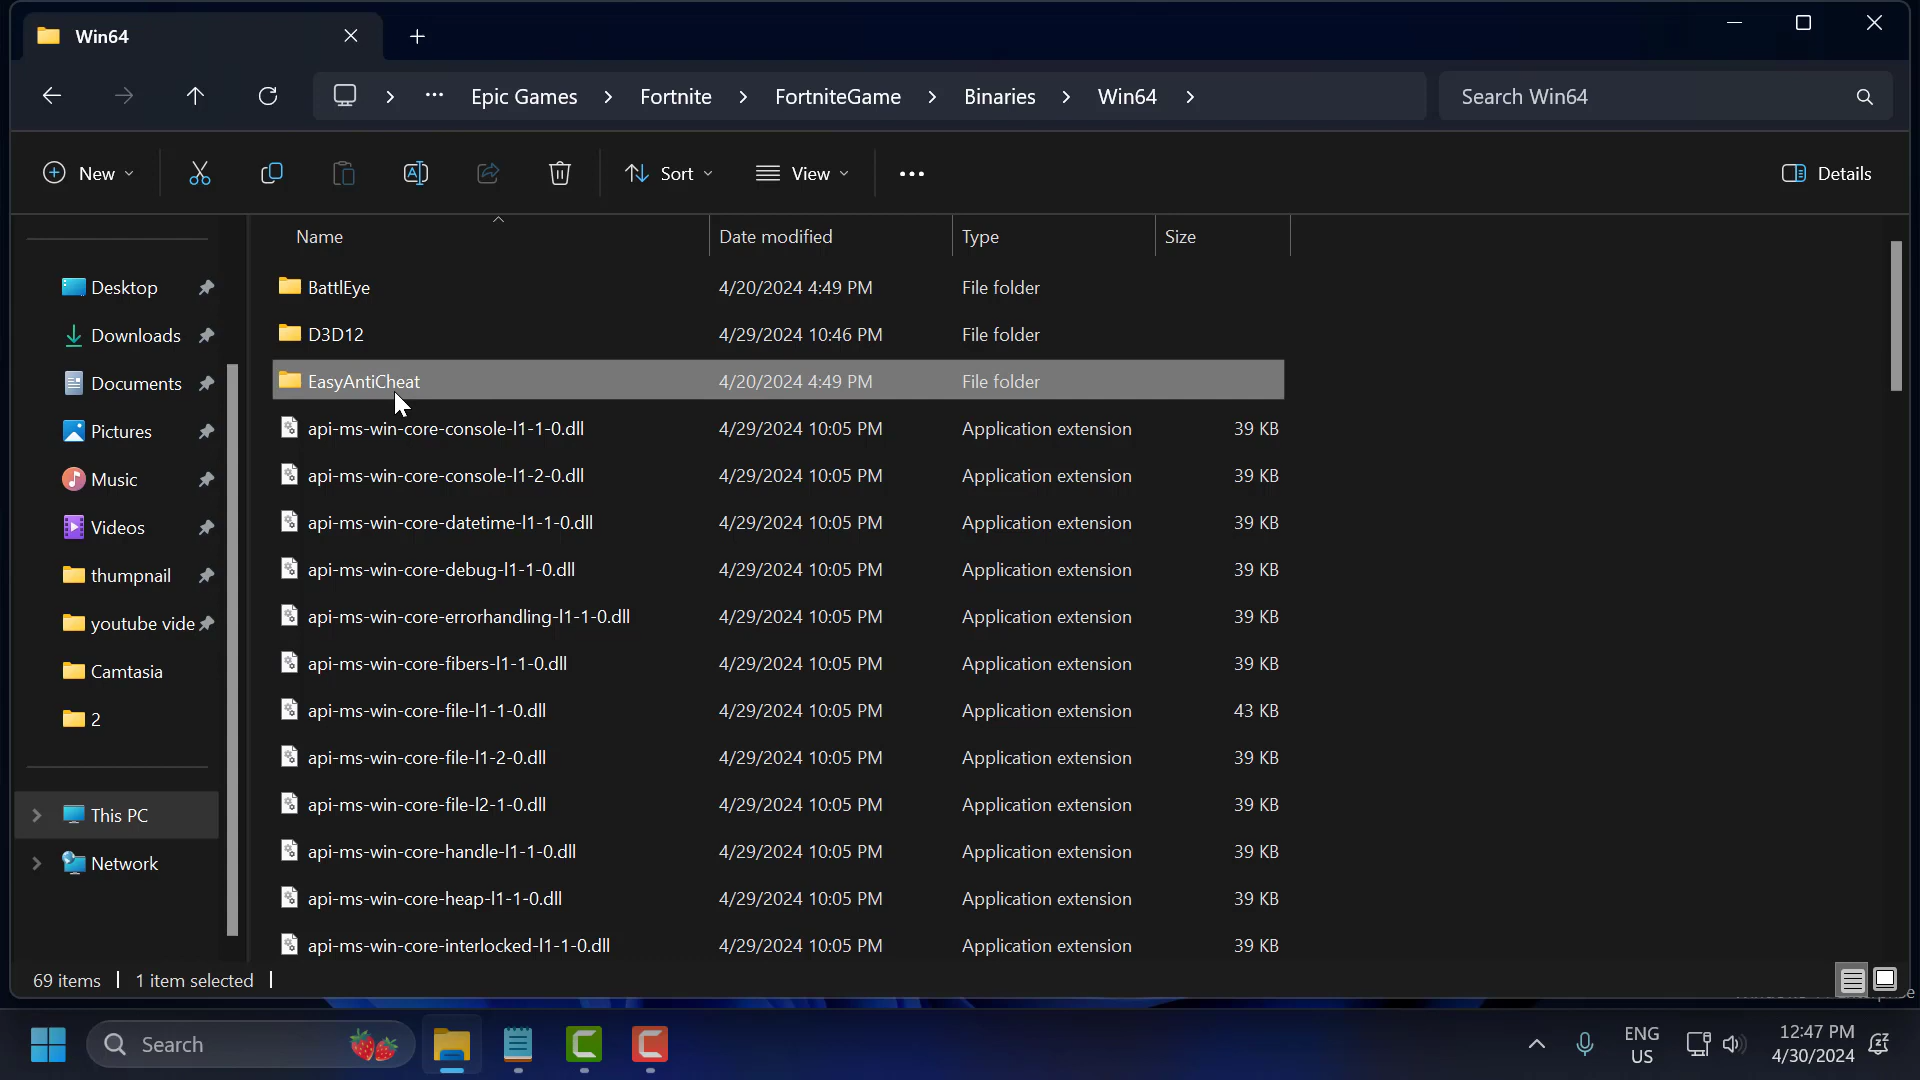 Win64
Epic Games Fortnite FortniteGame Binaries Win64
Search Win64
New Sort View Details
Name Date modified Type Size
Desktop
Downloads
Documents
Pictures
Music
Videos
thumpnail
youtube vide
Camtasia
2
This PC
Network
BattlEye 4/20/2024 4:49 PM File folder
D3D12 4/29/2024 10:46 PM File folder
EasyAntiCheat 4/20/2024 4:49 PM File folder
api-ms-win-core-console-l1-1-0.dll 4/29/2024 10:05 PM Application extension 39 KB
api-ms-win-core-console-l1-2-0.dll 4/29/2024 10:05 PM Application extension 39 KB
api-ms-win-core-datetime-l1-1-0.dll 4/29/2024 10:05 PM Application extension 39 KB
api-ms-win-core-debug-l1-1-0.dll 4/29/2024 10:05 PM Application extension 39 KB
api-ms-win-core-errorhandling-l1-1-0.dll 4/29/2024 10:05 PM Application extension 39 KB
api-ms-win-core-fibers-l1-1-0.dll 4/29/2024 10:05 PM Application extension 39 KB
api-ms-win-core-file-l1-1-0.dll 4/29/2024 10:05 PM Application extension 43 KB
api-ms-win-core-file-l1-2-0.dll 4/29/2024 10:05 PM Application extension 39 KB
api-ms-win-core-file-l2-1-0.dll 4/29/2024 10:05 PM Application extension 39 KB
api-ms-win-core-handle-l1-1-0.dll 4/29/2024 10:05 PM Application extension 39 KB
api-ms-win-core-heap-l1-1-0.dll 4/29/2024 10:05 PM Application extension 39 KB
api-ms-win-core-interlocked-l1-1-0.dll 4/29/2024 10:05 PM Application extension 39 KB
69 items 1 item selected
Search
ENG
US
12:47 PM
4/30/2024